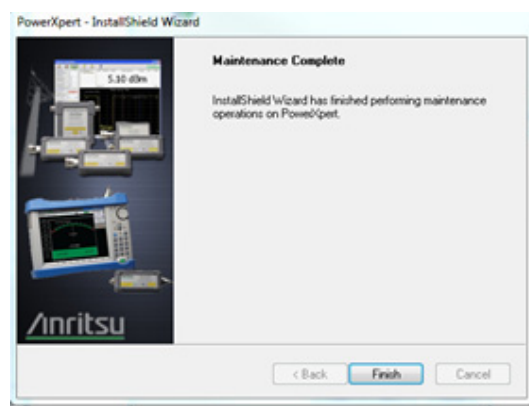 PowerXpert - InstallShield Wizard
5.10 dBm
Maintenance Complete
InstallShield Wizard has finished performing maintenance
operations on PowerXpert.
Anritsu
< Back
Finish
Cancel